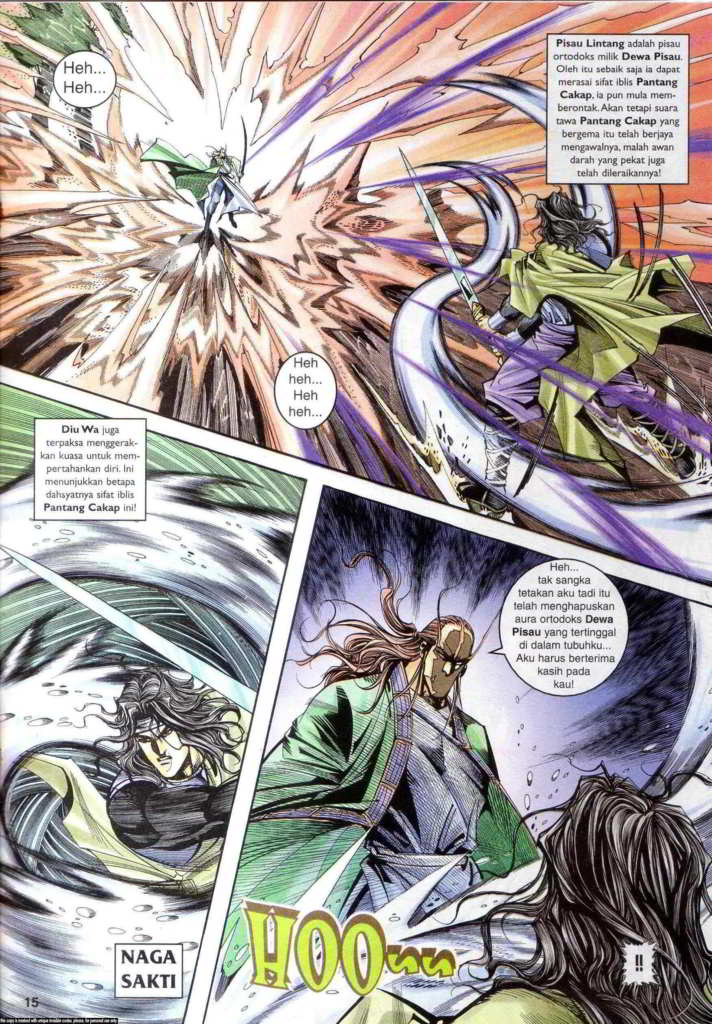 Heh...
Heh...
Pisau Lintang adalah pisau
ortodoks milik Dewa Pisau.
Oleh itu sebaik saja ia dapat
merasai sifat iblis Pantang
Cakap, ia pun mula mem-
berontak. Akan tetapi suara
tawa Pantang Cakap yang
bergema itu telah berjaya
mengawalnya, malah awan
darah yang pekat juga
telah dileraikannya!
Heh
heh...
Heh
heh...
Diu Wa juga
terpaksa menggerak-
kan kuasa untuk mem-
pertahankan diri. Ini
menunjukkan betapa
dahsyatnya sifat iblis
Pantang Cakap ini!
Heh...
tak sangka
tetakan aku tadi itu
telah menghapuskan
aura ortodoks Dewa
Pisau yang tertinggal
di dalam tubuhku...
Aku harus berterima
kasih pada
kau!
NAGA
SAKTI
HOOuu
!!
15